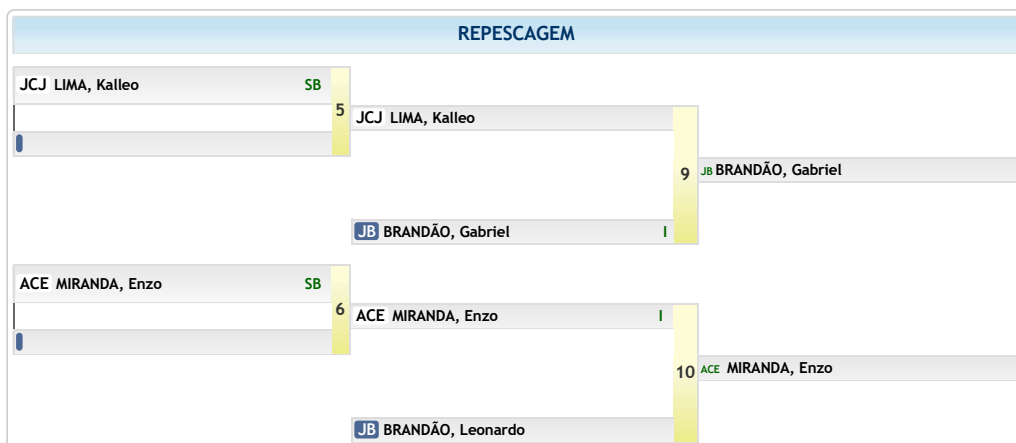 REPESCAGEM
JCJ LIMA, Kalleo SB
5
JCJ LIMA, Kalleo
9
JB BRANDÃO, Gabriel
JB BRANDÃO, Gabriel I
ACE MIRANDA, Enzo SB
6
ACE MIRANDA, Enzo I
10
ACE MIRANDA, Enzo
JB BRANDÃO, Leonardo